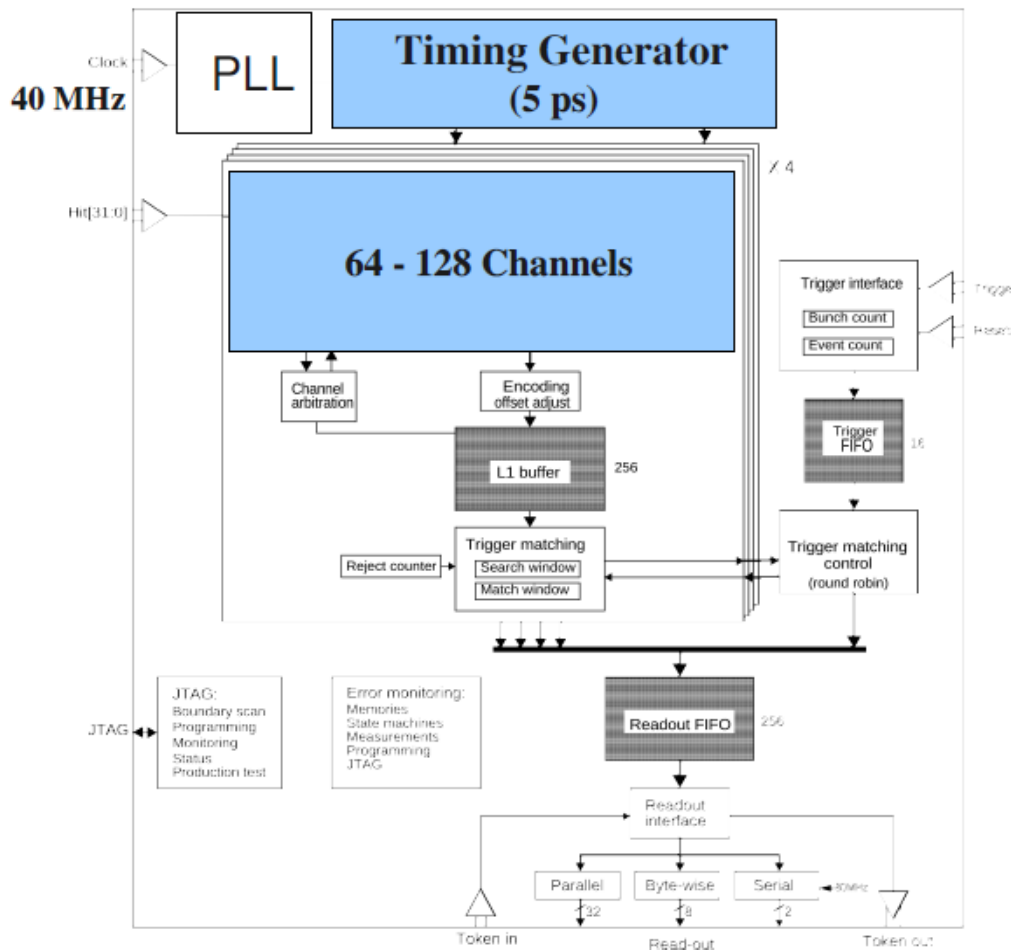 Clock
40 MHz
PLL
Timing Generator
(5 ps)
X 4
Hit[31:0]
64 - 128 Channels
Trigger interface
Bunch count
Event count
Trigge
Reset
Channel
arbitration
Encoding
offset adjust
Trigger
FIFO
16
L1 buffer
256
Trigger matching
Search window
Match window
Reject counter
Trigger matching
control
(round robin)
JTAG
JTAG:
Boundary scan
Programming
Monitoring
Status
Production test
Error monitoring:
Memories
State machines
Measurements
Programming
JTAG
Readout FIFO
256
Readout
interface
Parallel
Byte-wise
Serial
80MHz
32
8
2
Token in
Read-out
Token out